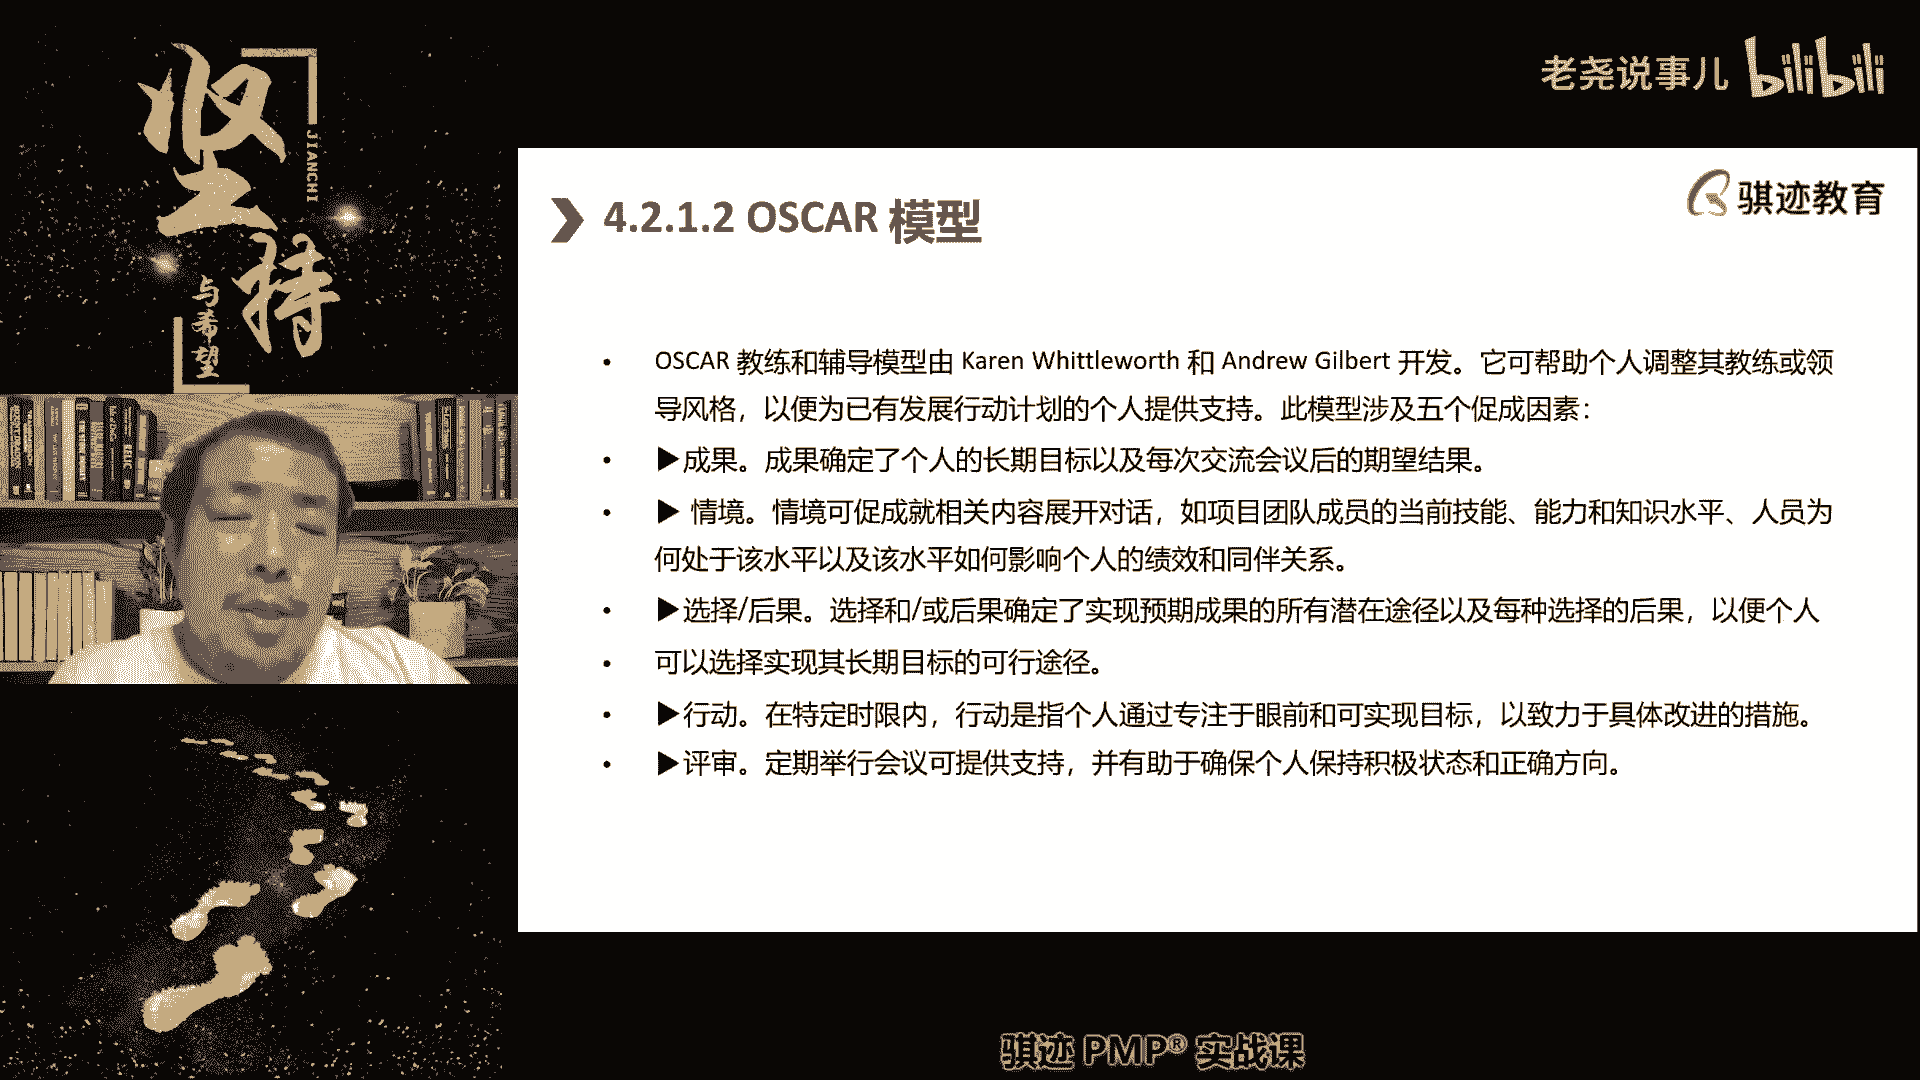 坚持
JIANCHI
与希望
老尧说事儿 bilibili
骐迹教育
4.2.1.2 OSCAR 模型
• OSCAR 教练和辅导模型由 Karen Whittleworth 和 Andrew Gilbert 开发。它可帮助个人调整其教练或领
导风格，以便为已有发展行动计划的个人提供支持。此模型涉及五个促成因素：
• ▶成果。成果确定了个人的长期目标以及每次交流会议后的期望结果。
• ▶ 情境。情境可促成就相关内容展开对话，如项目团队成员的当前技能、能力和知识水平、人员为
何处于该水平以及该水平如何影响个人的绩效和同伴关系。
• ▶选择/后果。选择和/或后果确定了实现预期成果的所有潜在途径以及每种选择的后果，以便个人
• 可以选择实现其长期目标的可行途径。
• ▶行动。在特定时限内，行动是指个人通过专注于眼前和可实现目标，以致力于具体改进的措施。
• ▶评审。定期举行会议可提供支持，并有助于确保个人保持积极状态和正确方向。
骐迹 PMP® 实战课